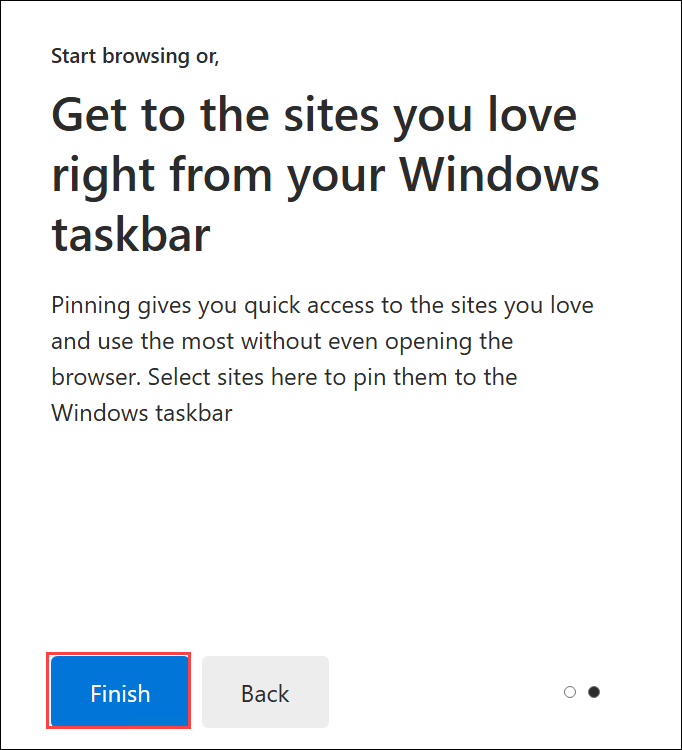 Start browsing or,
Get to the sites you love
right from your Windows
taskbar
Pinning gives you quick access to the sites you love
and use the most without even opening the
browser. Select sites here to pin them to the
Windows taskbar
Finish
Back